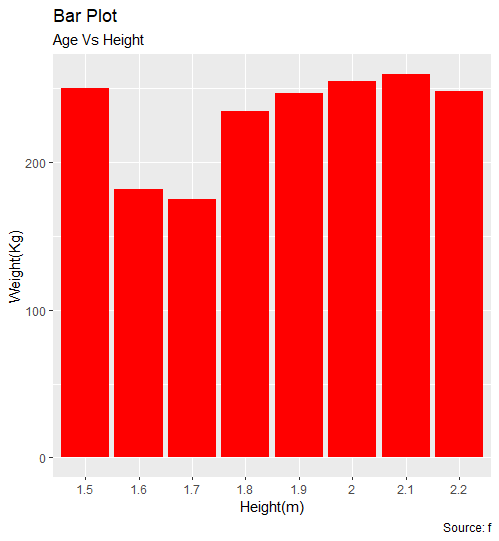 Bar Plot
Age Vs Height
Weight(Kg)
200
100
0
1.5 1.6 1.7 1.8 1.9 2 2.1 2.2
Height(m)
Source: f